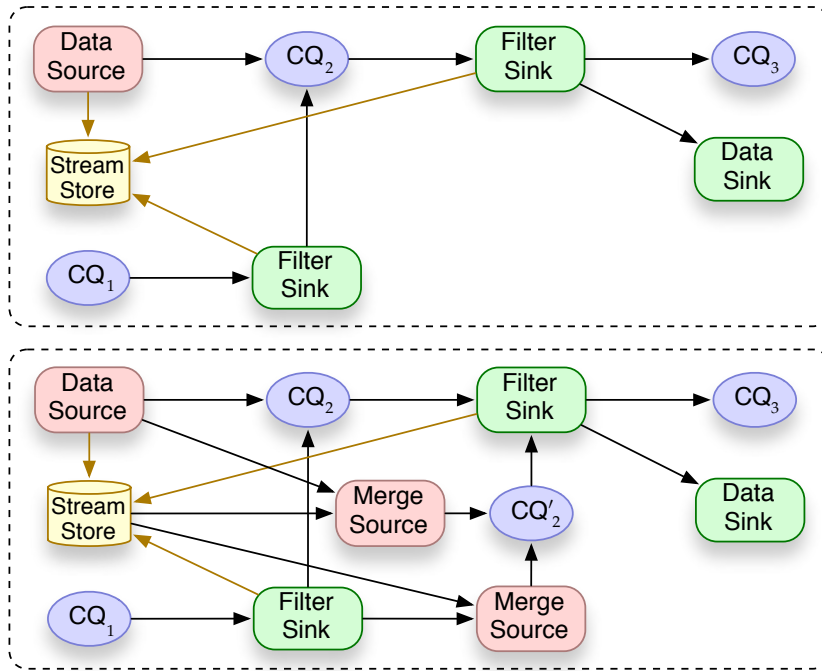 Data
Source
CQ₂
Filter
Sink
CQ₃
Stream
Store
Data
Sink
CQ₁
Filter
Sink
Data
Source
CQ₂
Filter
Sink
CQ₃
Stream
Store
Merge
Source
CQ′₂
Data
Sink
CQ₁
Filter
Sink
Merge
Source